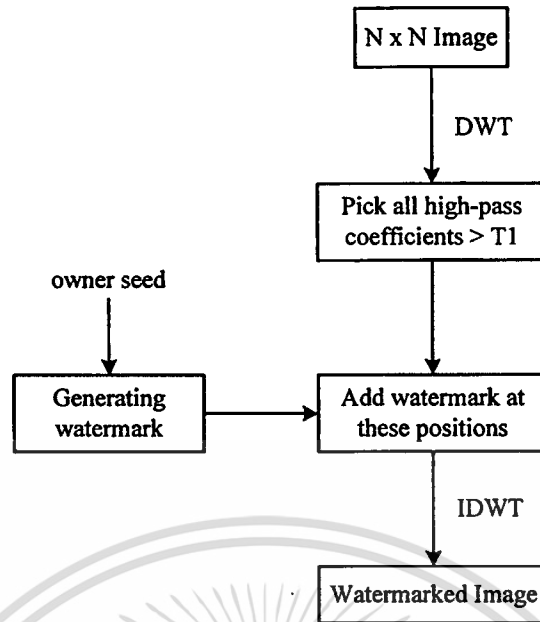 N x N Image
DWT
Pick all high-pass
coefficients > T1
owner seed
Generating
watermark
Add watermark at
these positions
IDWT
Watermarked Image